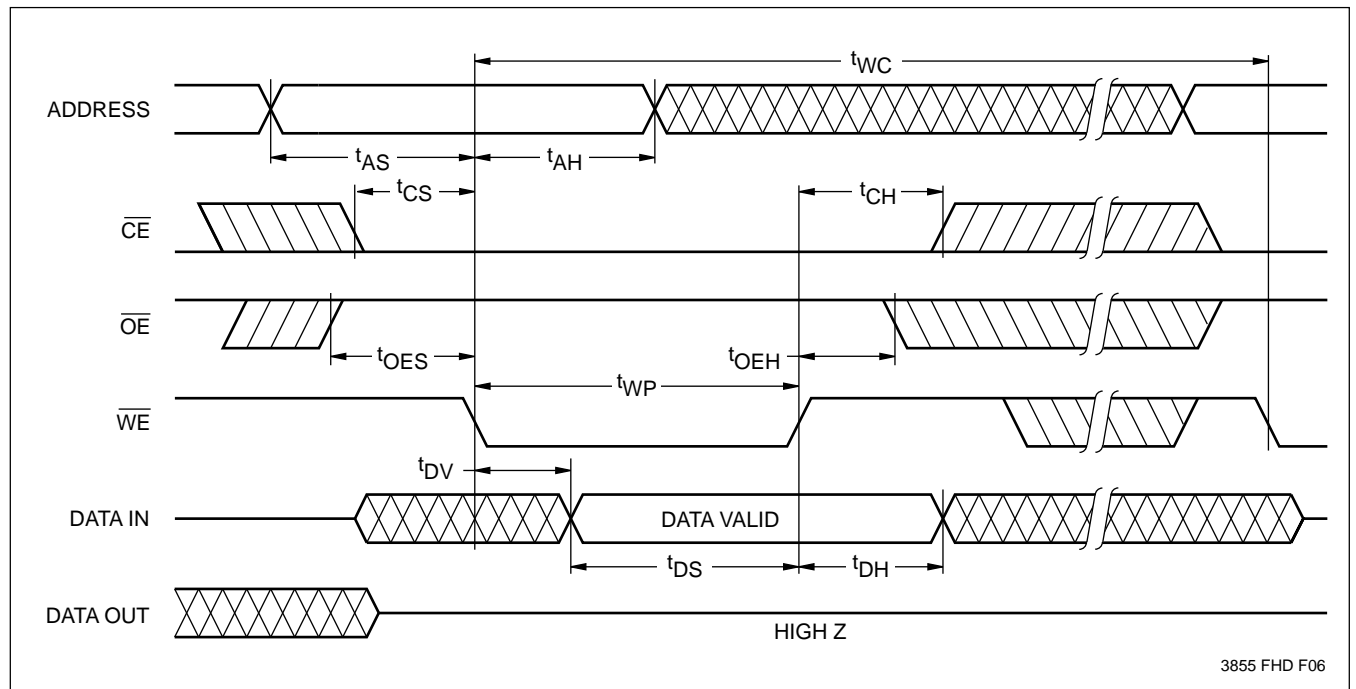 tWC
ADDRESS
tAS tAH
tCS tCH
CE
OE
tOES tOEH
tWP
WE
tDV
DATA IN DATA VALID
tDS tDH
DATA OUT
HIGH Z
3855 FHD F06